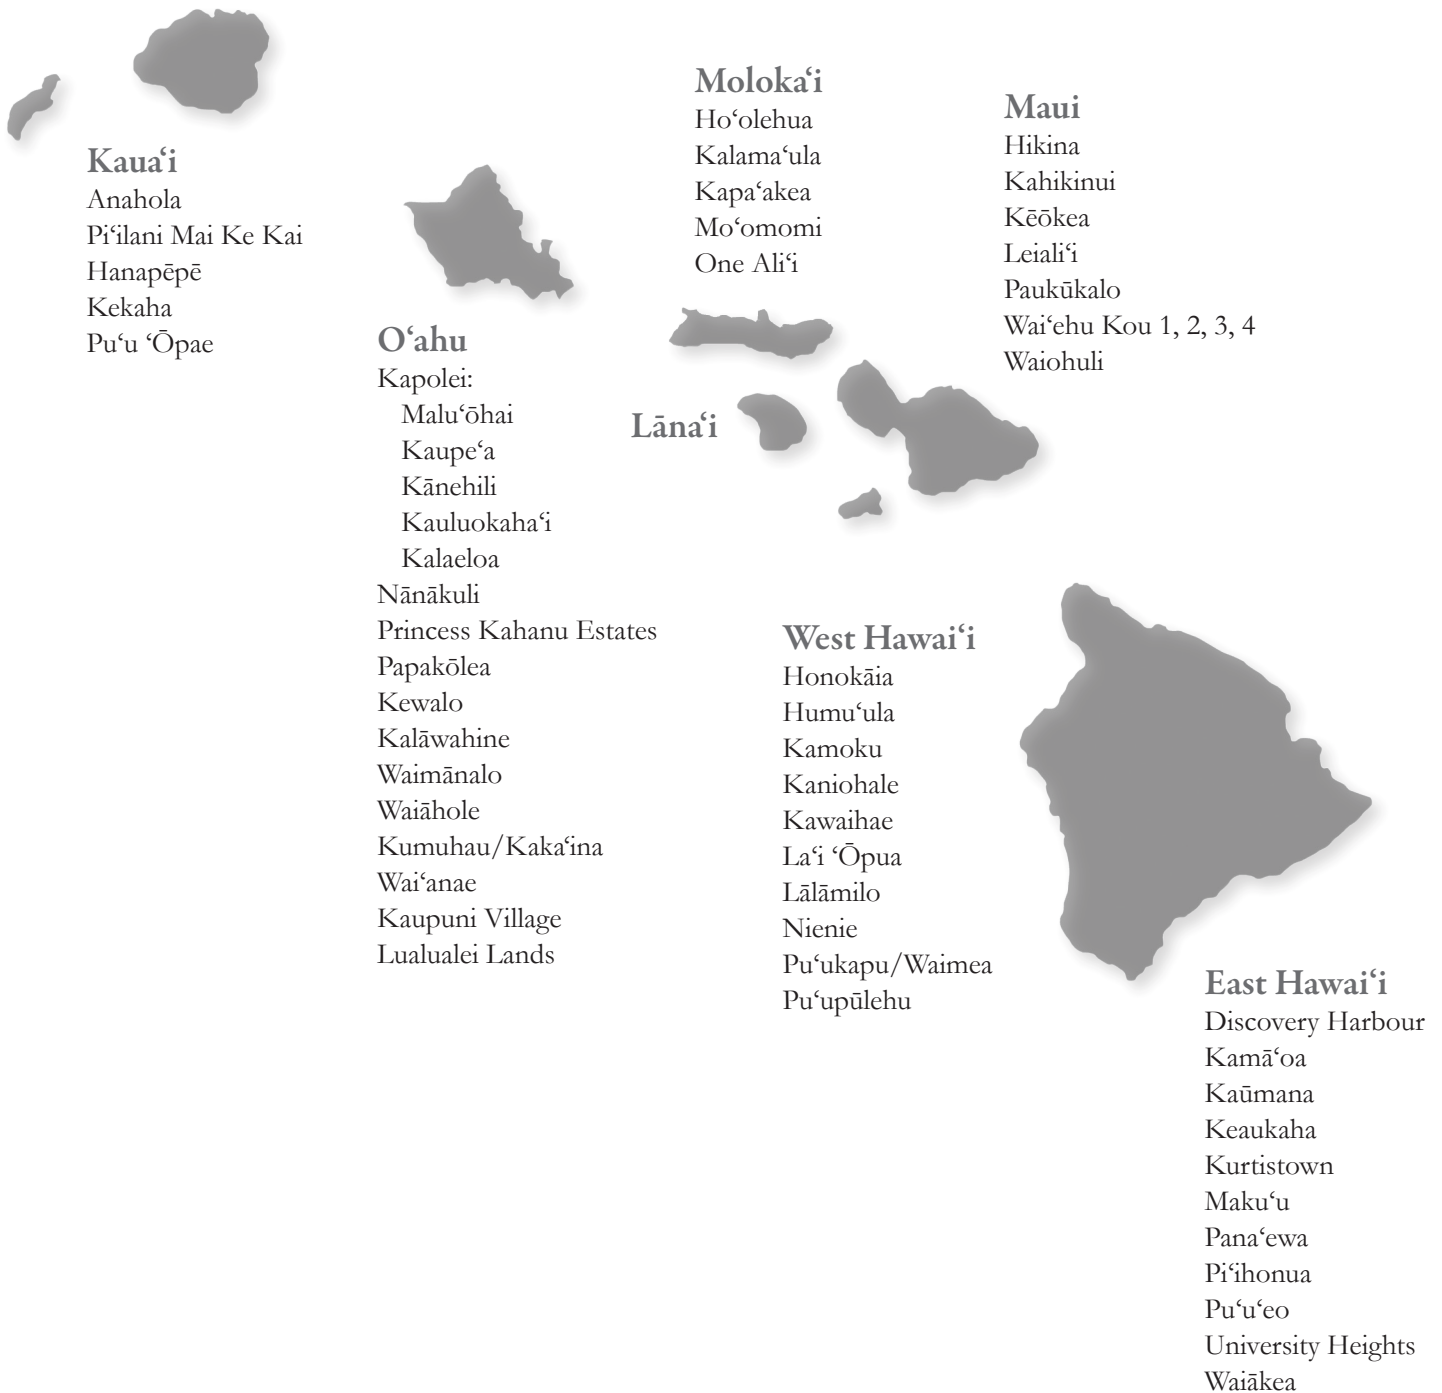 Kauaʻi
Anahola
Piʻilani Mai Ke Kai
Hanapēpē
Kekaha
Puʻu ʻŌpae
Oʻahu
Kapolei:
Maluʻōhai
Kaupeʻa
Kānehili
Kauluokahaʻi
Kalaeloa
Nānākuli
Princess Kahanu Estates
Papakōlea
Kewalo
Kalāwahine
Waimānalo
Waiāhole
Kumuhau/Kakaʻina
Waiʻanae
Kaupuni Village
Lualualei Lands
Molokaʻi
Hoʻolehua
Kalamaʻula
Kapaʻakea
Moʻomomi
One Aliʻi
Lānaʻi
Maui
Hikina
Kahikinui
Kēōkea
Leialiʻi
Paukūkalo
Waiʻehu Kou 1, 2, 3, 4
Waiohuli
West Hawaiʻi
Honokāia
Humuʻula
Kamoku
Kaniohale
Kawaihae
Laʻi ʻŌpua
Lālāmilo
Nienie
Puʻukapu/Waimea
Puʻupūlehu
East Hawaiʻi
Discovery Harbour
Kamāʻoa
Kaūmana
Keaukaha
Kurtistown
Makuʻu
Panaʻewa
Piʻihonua
Puʻuʻeo
University Heights
Waiākea